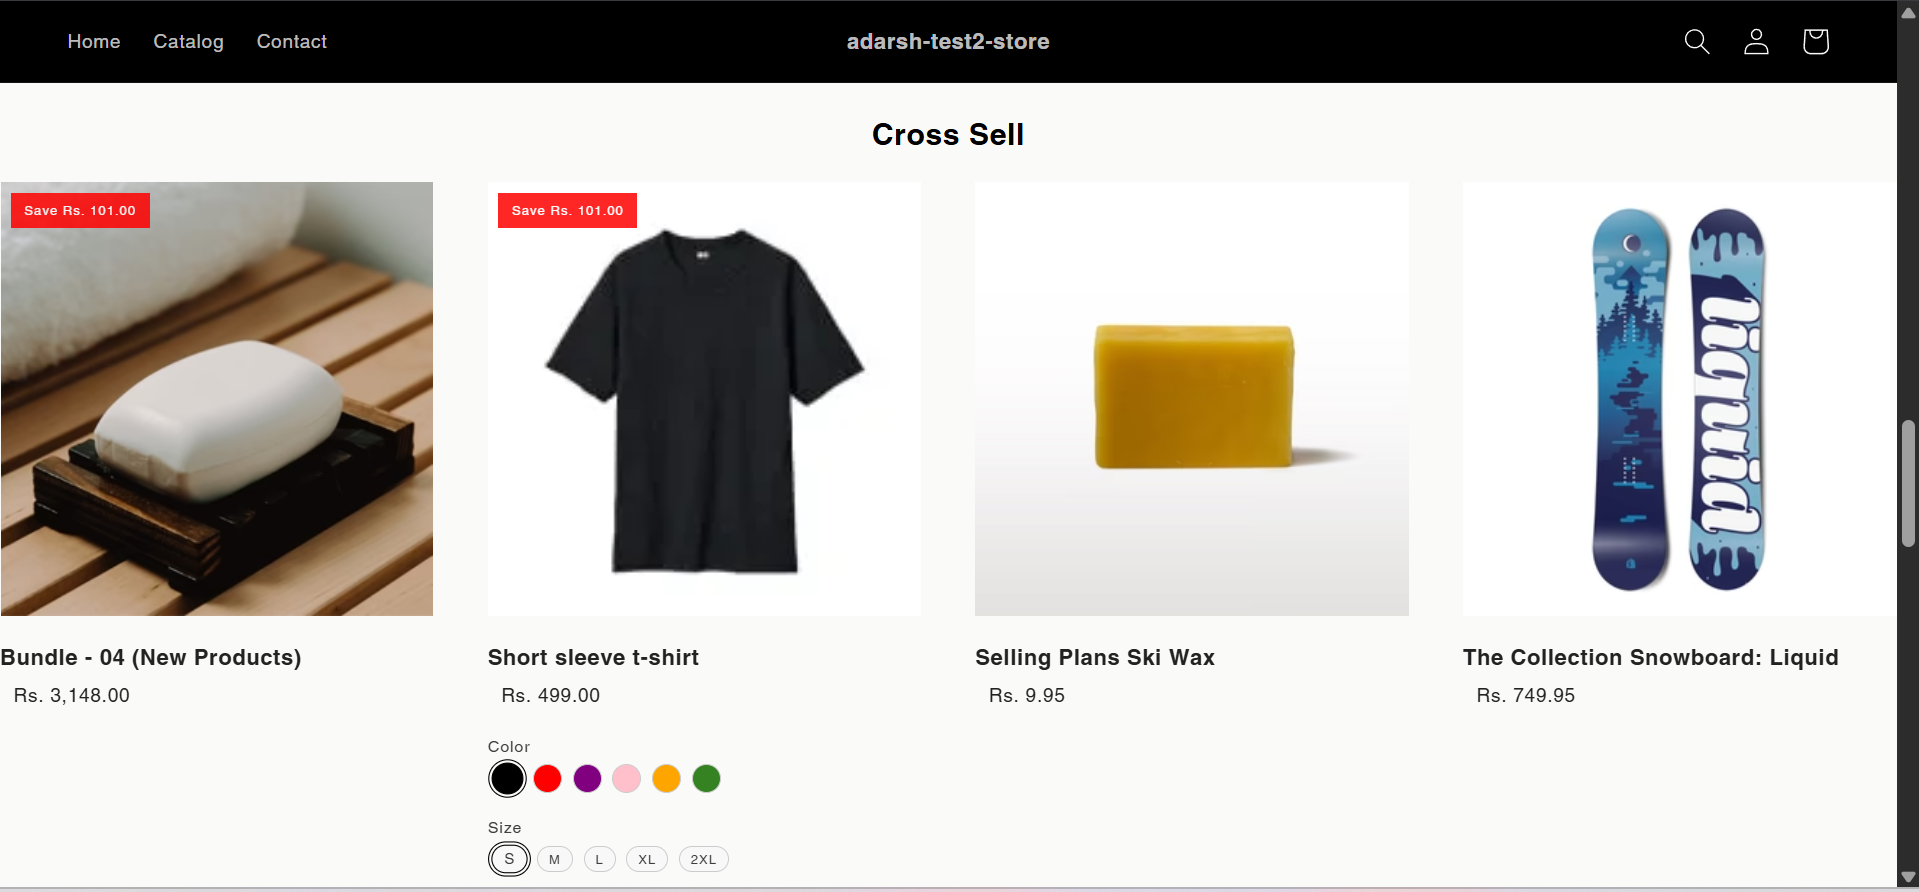 Home Catalog Contact
adarsh-test2-store
Cross Sell
Save Rs. 101.00
Save Rs. 101.00
liquid
Bundle - 04 (New Products)
Rs. 3,148.00
Short sleeve t-shirt
Rs. 499.00
Color
Size
S M L XL 2XL
Selling Plans Ski Wax
Rs. 9.95
The Collection Snowboard: Liquid
Rs. 749.95